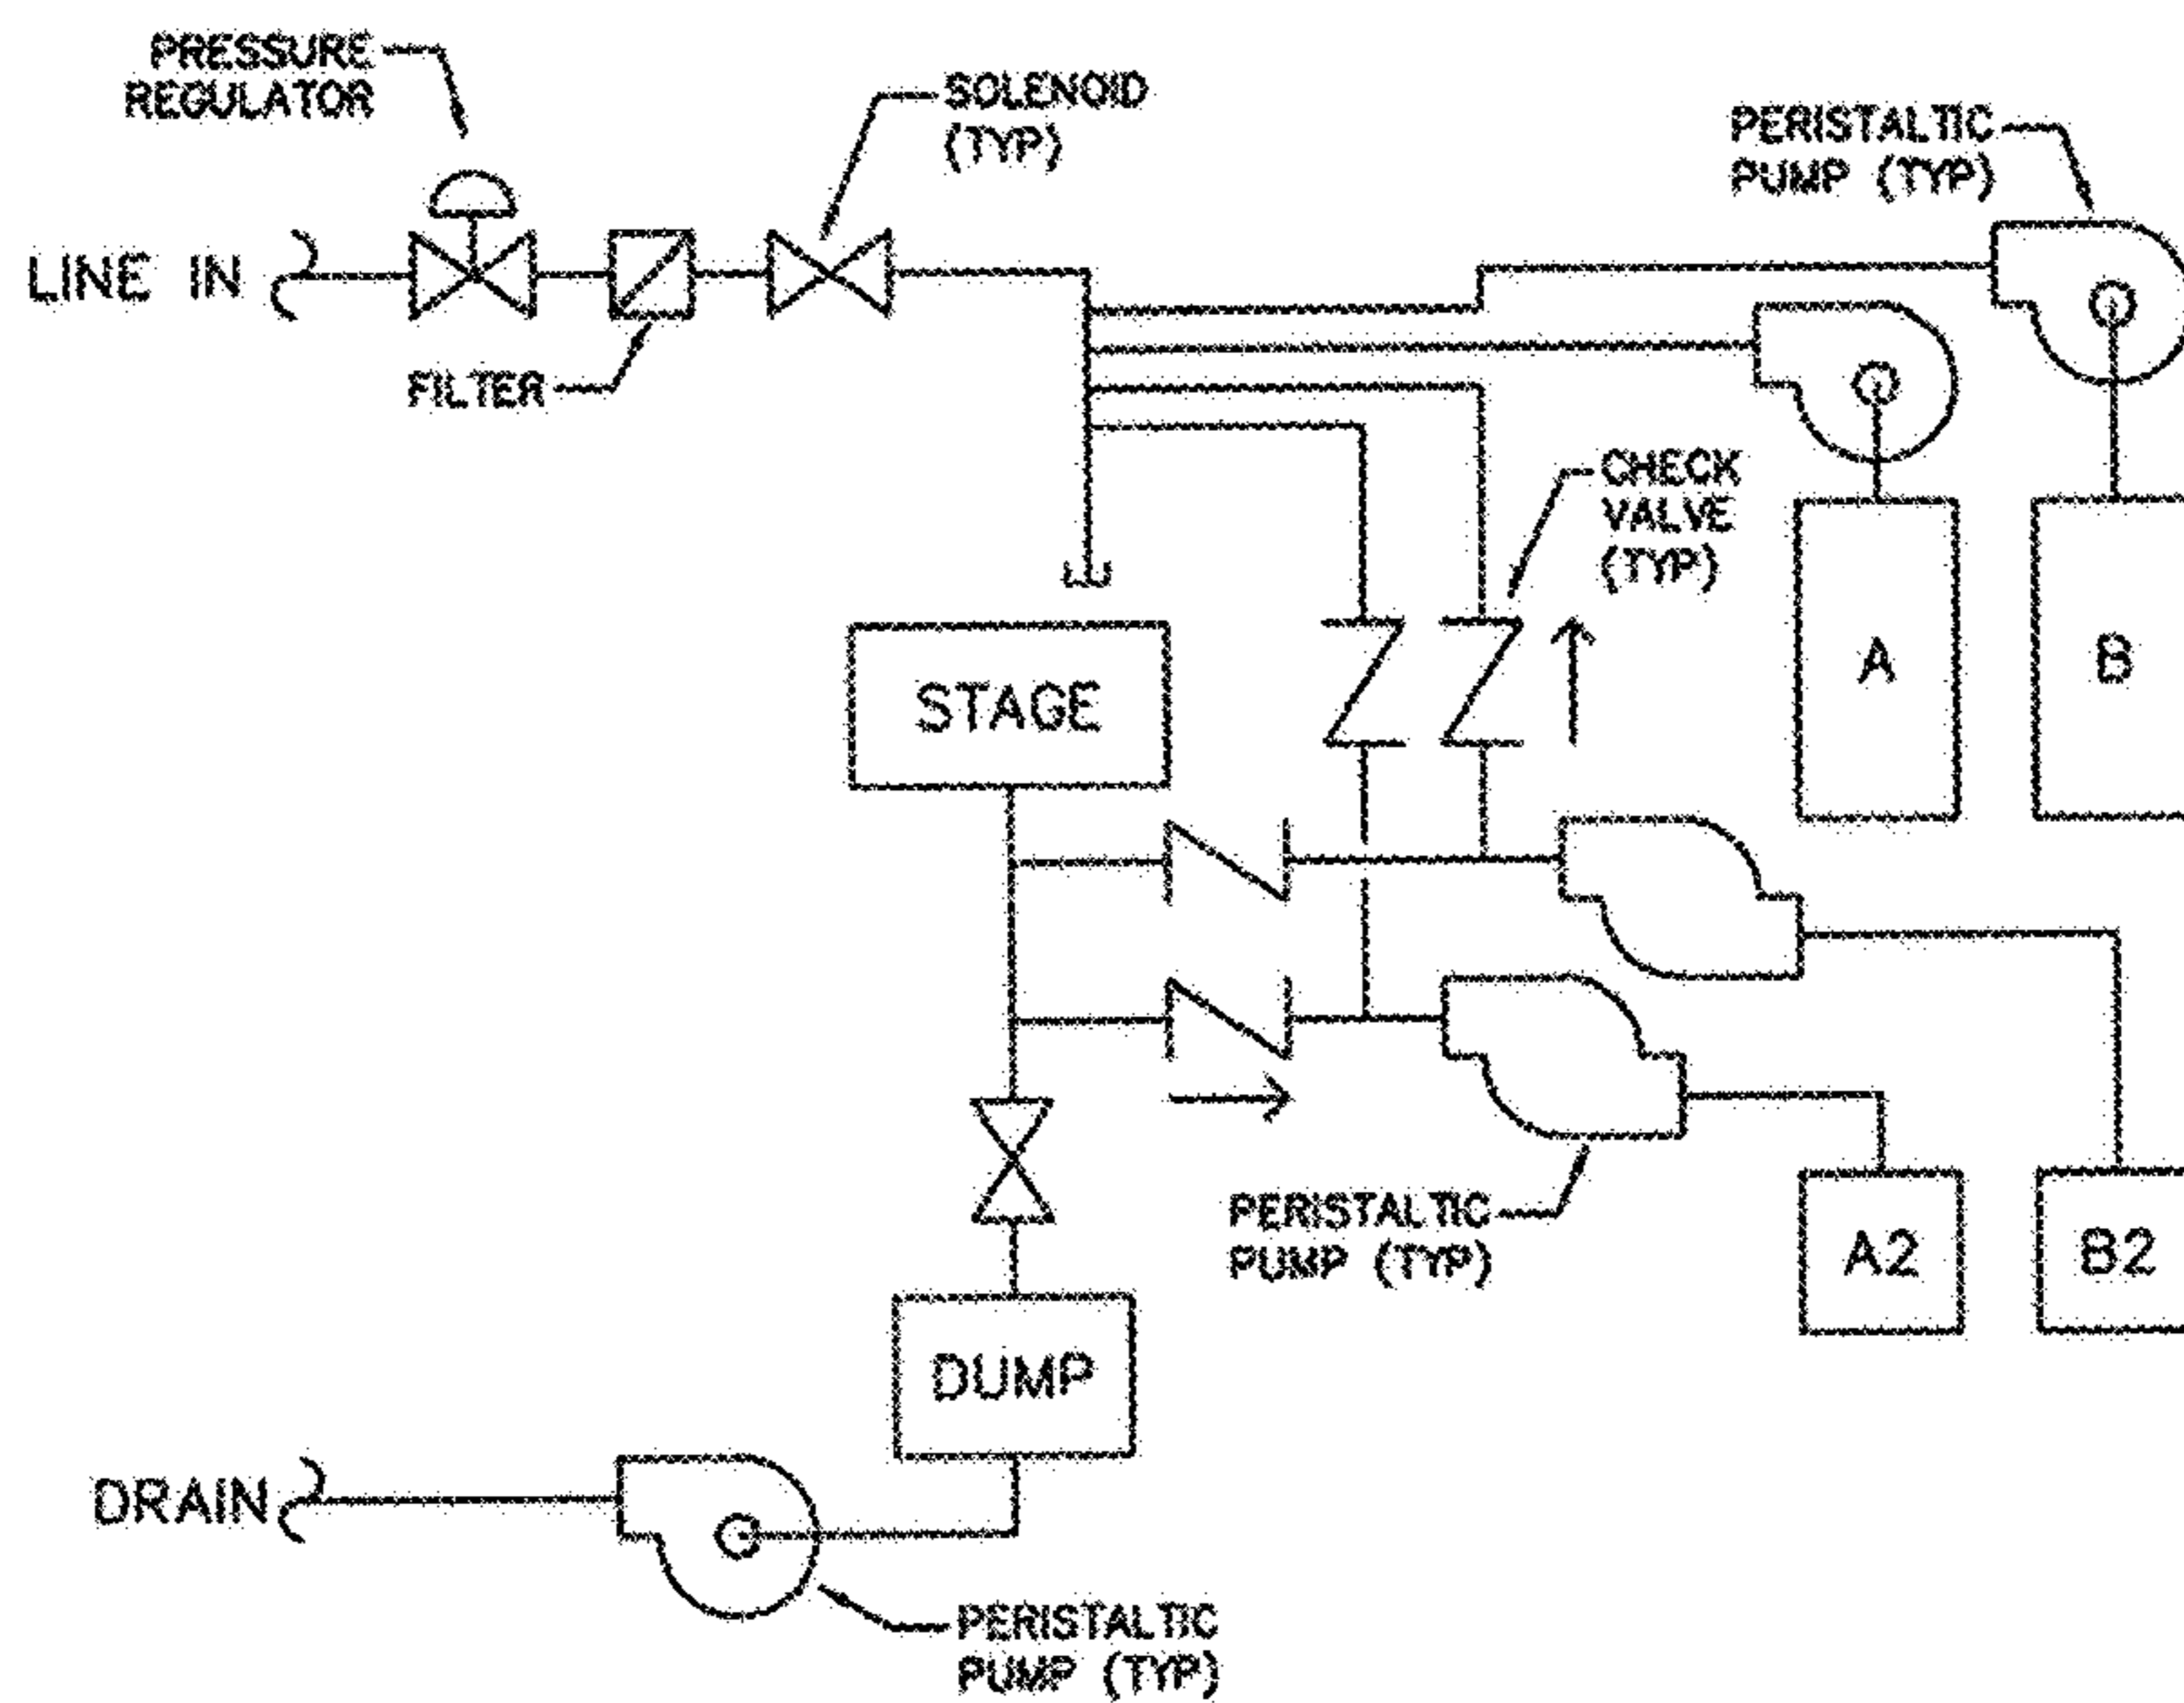 PRESSURE
REGULATOR
SOLENOID
(TYP)
PERISTALTIC
PUMP (TYP)
LINE IN
FILTER
CHECK
VALVE
(TYP)
A
B
STAGE
PERISTALTIC
PUMP (TYP)
A2
B2
DUMP
DRAIN
PERISTALTIC
PUMP (TYP)